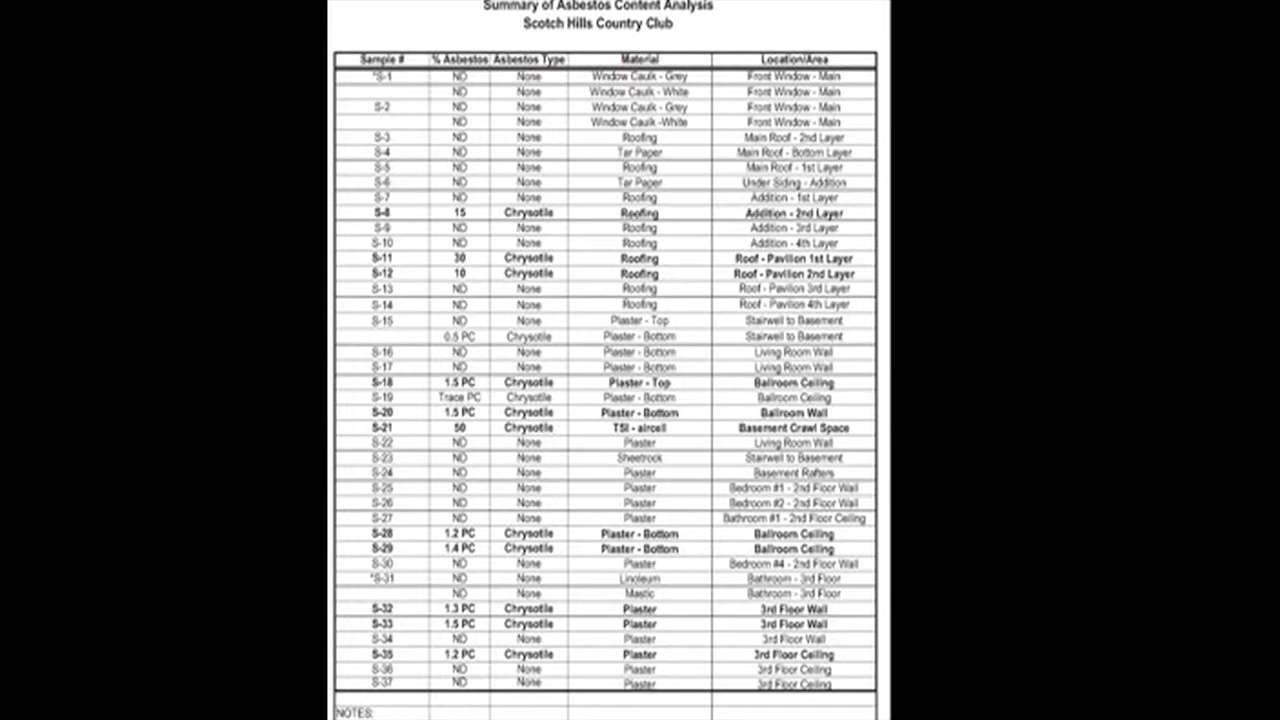 Summary of Asbestos Content Analysis
Scotch Hills Country Club
Sample # % Asbestos Asbestos Type Material Location/Area
*S-1 ND None Window Caulk - Grey Front Window - Main
ND None Window Caulk - White Front Window - Main
S-2 ND None Window Caulk - Grey Front Window - Main
ND None Window Caulk -White Front Window - Main
S-3 ND None Roofing Main Roof - 2nd Layer
S-4 ND None Tar Paper Main Roof - Bottom Layer
S-5 ND None Roofing Main Roof - 1st Layer
S-6 ND None Tar Paper Under Siding - Addition
S-7 ND None Roofing Addition - 1st Layer
S-8 15 Chrysotile Roofing Addition - 2nd Layer
S-9 ND None Roofing Addition - 3rd Layer
S-10 ND None Roofing Addition - 4th Layer
S-11 30 Chrysotile Roofing Roof - Pavilion 1st Layer
S-12 10 Chrysotile Roofing Roof - Pavilion 2nd Layer
S-13 ND None Roofing Roof - Pavilion 3rd Layer
S-14 ND None Roofing Roof - Pavilion 4th Layer
S-15 ND None Plaster - Top Stairwell to Basement
0.5 PC Chrysotile Plaster - Bottom Stairwell to Basement
S-16 ND None Plaster - Bottom Living Room Wall
S-17 ND None Plaster - Bottom Living Room Wall
S-18 1.5 PC Chrysotile Plaster - Top Ballroom Ceiling
S-19 Trace PC Chrysotile Plaster - Bottom Ballroom Ceiling
S-20 1.5 PC Chrysotile Plaster - Bottom Ballroom Wall
S-21 50 Chrysotile TSI - aircell Basement Crawl Space
S-22 ND None Plaster Living Room Wall
S-23 ND None Sheetrock Stairwell to Basement
S-24 ND None Plaster Basement Rafters
S-25 ND None Plaster Bedroom #1 - 2nd Floor Wall
S-26 ND None Plaster Bedroom #2 - 2nd Floor Wall
S-27 ND None Plaster Bathroom #1 - 2nd Floor Ceiling
S-28 1.2 PC Chrysotile Plaster - Bottom Ballroom Ceiling
S-29 1.4 PC Chrysotile Plaster - Bottom Ballroom Ceiling
S-30 ND None Plaster Bedroom #4 - 2nd Floor Wall
*S-31 ND None Linoleum Bathroom - 3rd Floor
ND None Mastic Bathroom - 3rd Floor
S-32 1.3 PC Chrysotile Plaster 3rd Floor Wall
S-33 1.5 PC Chrysotile Plaster 3rd Floor Wall
S-34 ND None Plaster 3rd Floor Wall
S-35 1.2 PC Chrysotile Plaster 3rd Floor Ceiling
S-36 ND None Plaster 3rd Floor Ceiling
S-37 ND None Plaster 3rd Floor Ceiling
NOTES: